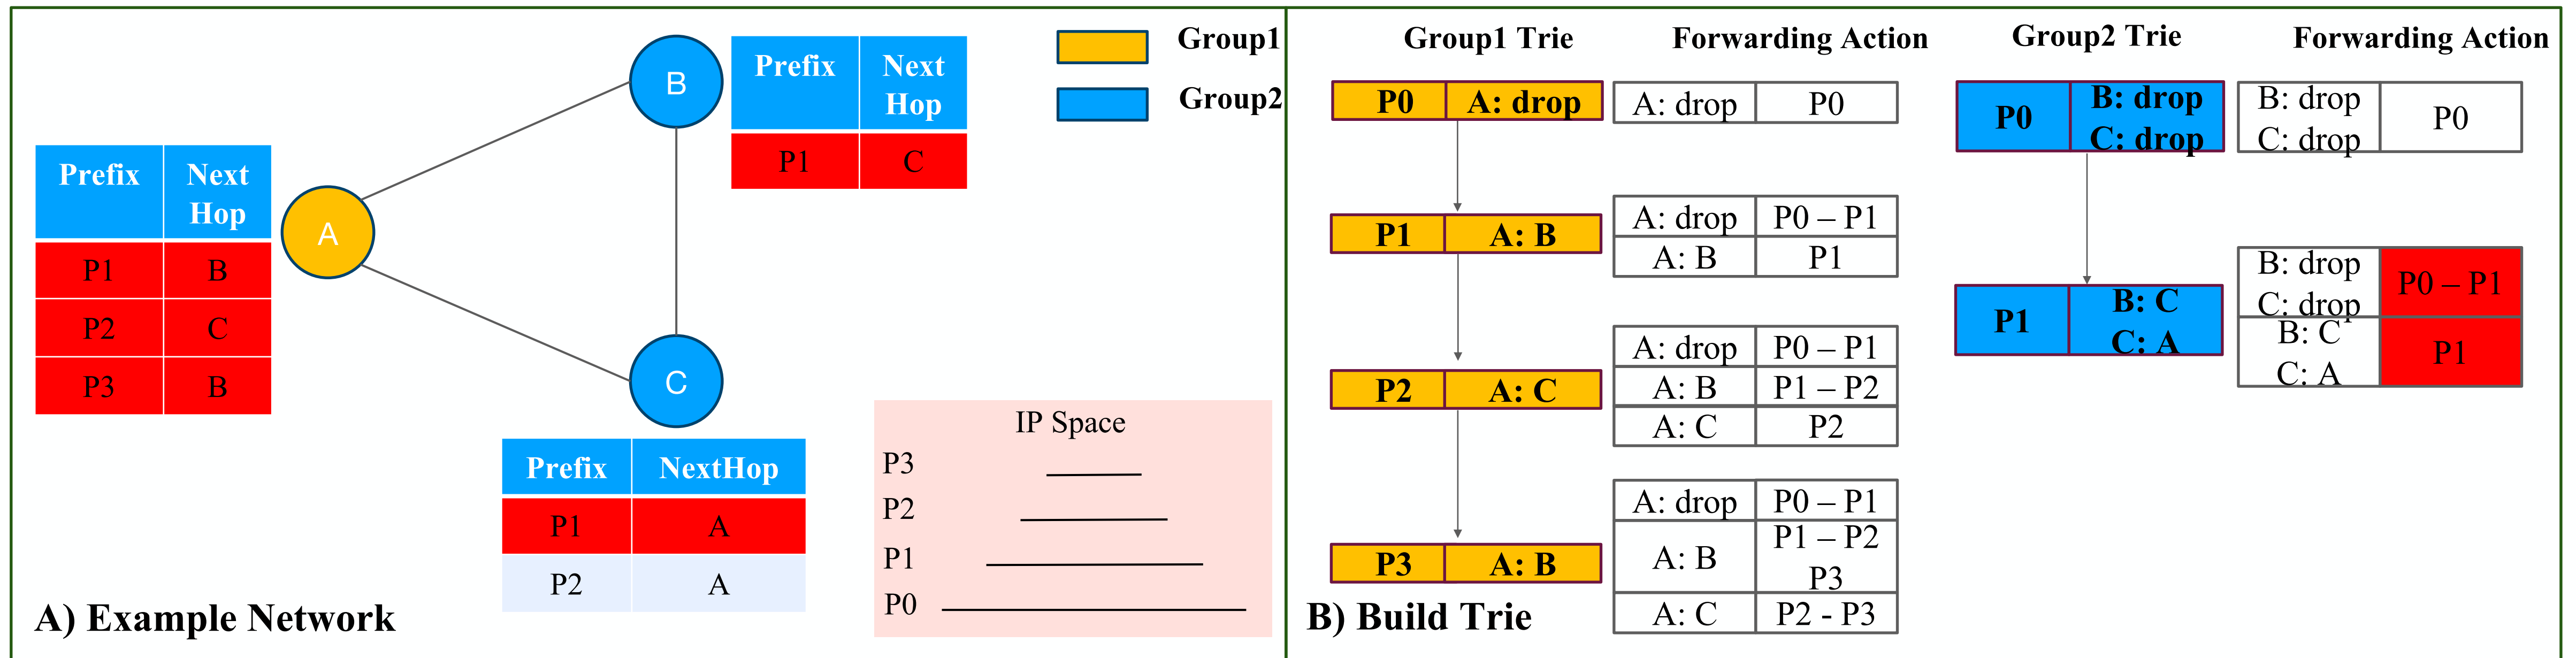 Prefix Next
Hop
P1 B
P2 C
P3 B
A
B
C
Prefix Next
Hop
P1 C
Group1
Group2
Prefix NextHop
P1 A
P2 A
IP Space
P3
P2
P1
P0
A) Example Network
Group1 Trie
P0 A: drop
P1 A: B
P2 A: C
P3 A: B
Forwarding Action
A: drop P0
A: drop P0 – P1
A: B P1
A: drop P0 – P1
A: B P1 – P2
A: C P2
A: drop P0 – P1
A: B P1 – P2
P3
A: C P2 - P3
Group2 Trie
P0 B: drop
C: drop
P1 B: C
C: A
Forwarding Action
B: drop
C: drop P0
B: drop
C: drop P0 – P1
B: C
C: A P1
B) Build Trie